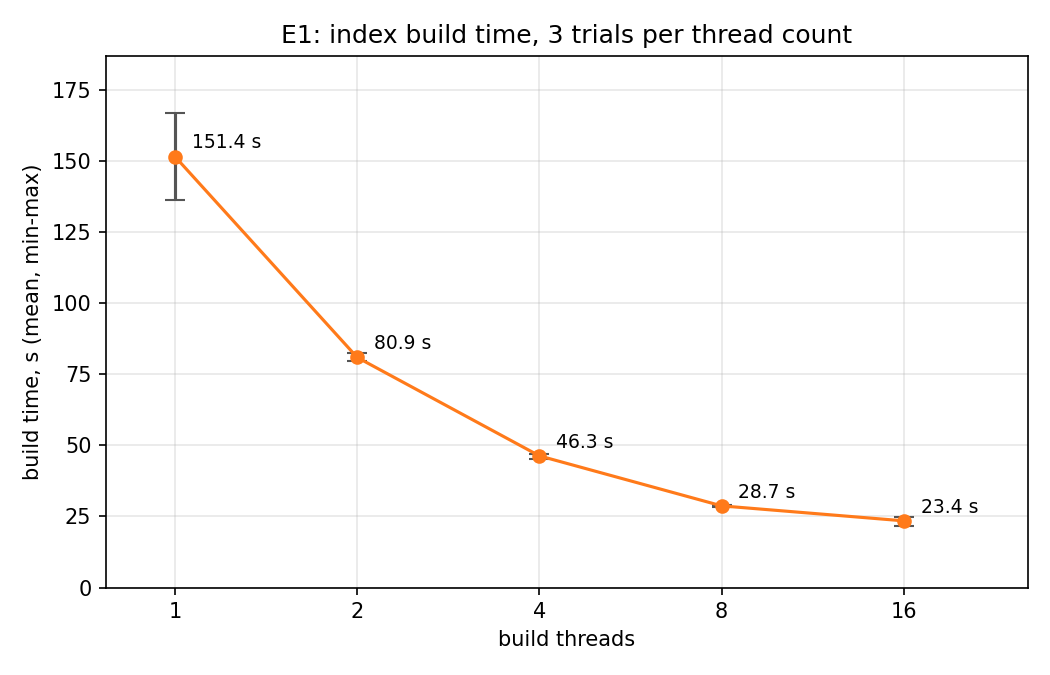 E1: index build time, 3 trials per thread count
build time, s (mean, min-max)
175
150
125
100
75
50
25
0
151.4 s
80.9 s
46.3 s
28.7 s
23.4 s
1 2 4 8 16
build threads